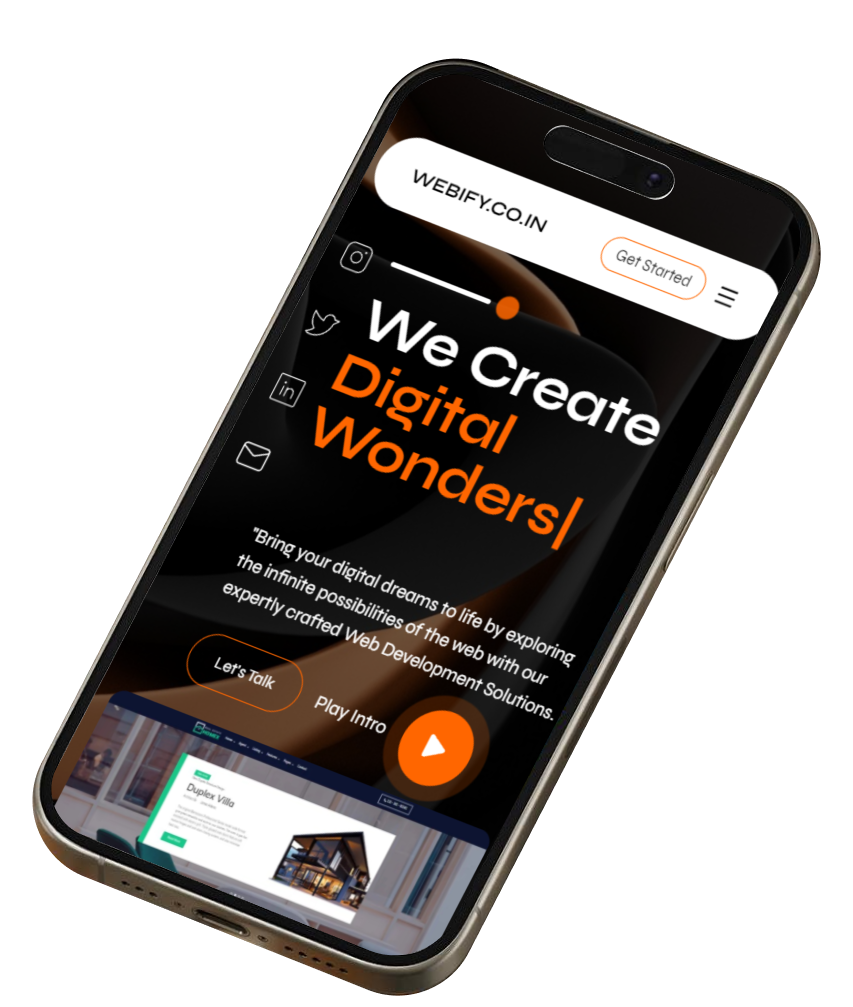 WEBIFY.CO.IN
Get Started
in
We Create
Digital
Wonders|
"Bring your digital dreams to life by exploring
the infinite possibilities of the web with our
expertly crafted Web Development Solutions.
Let's Talk
Play Intro
Duplex Villa